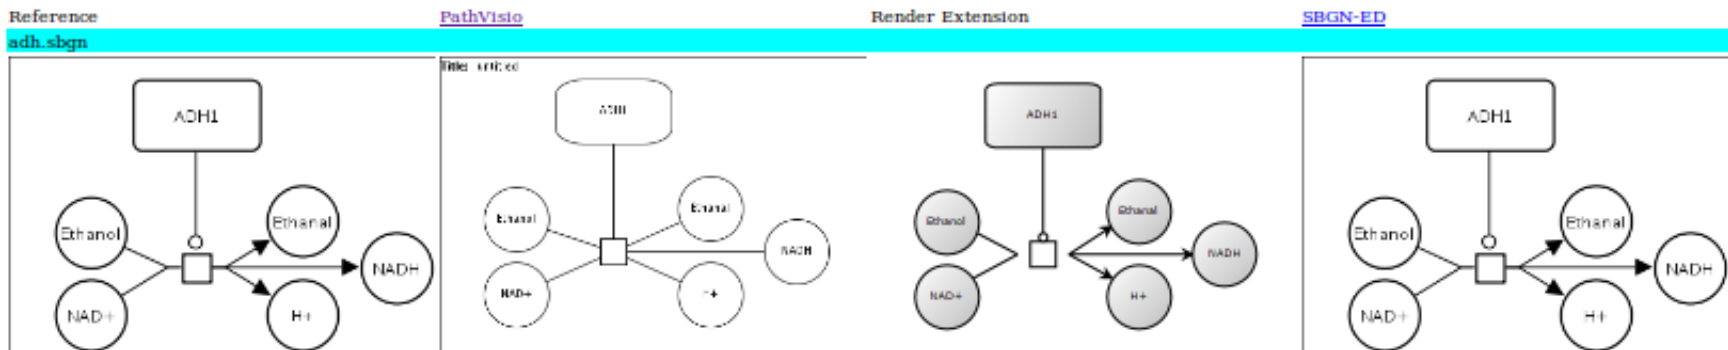 Reference PathVisio Render Extension SBGN-ED
adh.sbgn
Title: untitled
ADH1 ADH1 ADH1 ADH1
Ethanol Ethanal Ethanol Ethanal Ethanol Ethanal Ethanol Ethanal
NADH NADH NADH NADH
NAD+ H+ NAD+ H+ NAD+ H+ NAD+ H+